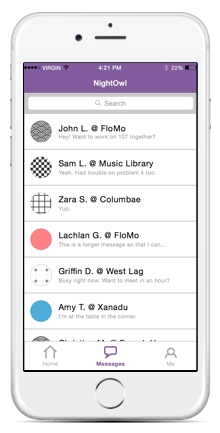 VIRGIN 4:21 PM 22%
NightOwl
Search
John L. @ FloMo
Hey! Want to work on 107 together?
Sam L. @ Music Library
Yeah. Had trouble on problem 4 too.
Zara S. @ Columbae
Yup.
Lachlan G. @ FloMo
This is a longer message so that I can...
Griffin D. @ West Lag
Busy right now. Want to meet in an hour?
Amy T. @ Xanadu
I'm at the table in the corner.
Home Messages Me